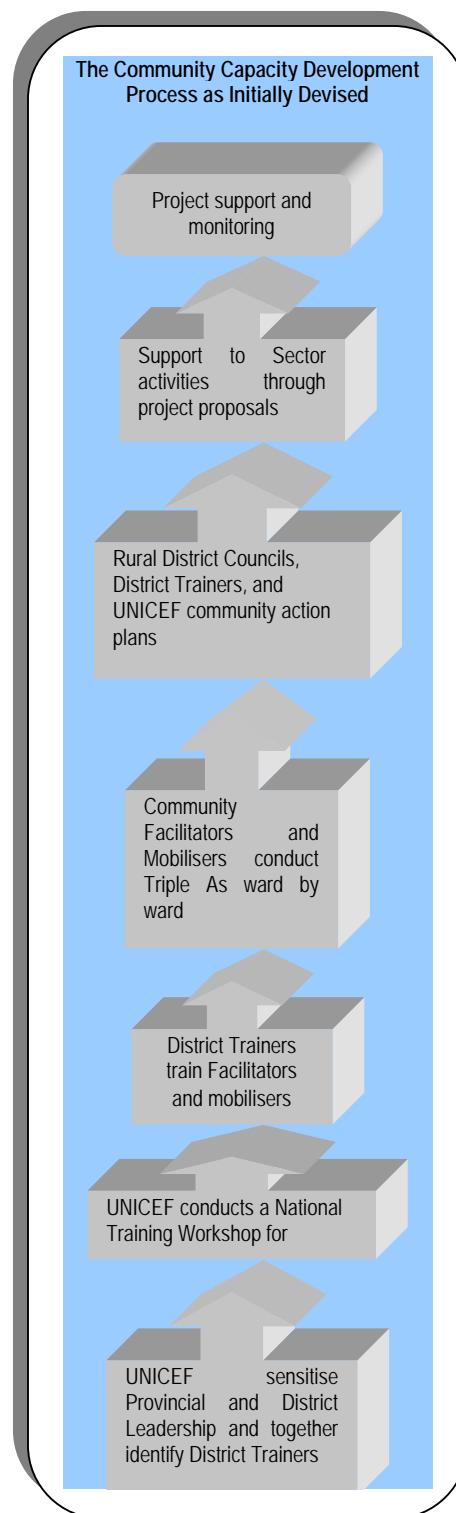 The Community Capacity Development
Process as Initially Devised
Project support and
monitoring
Support to Sector
activities through
project proposals
Rural District Councils,
District Trainers, and
UNICEF community action
plans
Community
Facilitators and
Mobilisers conduct
Triple As ward by
ward
District Trainers
train Facilitators
and mobilisers
UNICEF conducts a National
Training Workshop for
UNICEF sensitise
Provincial and District
Leadership and together
identify District Trainers